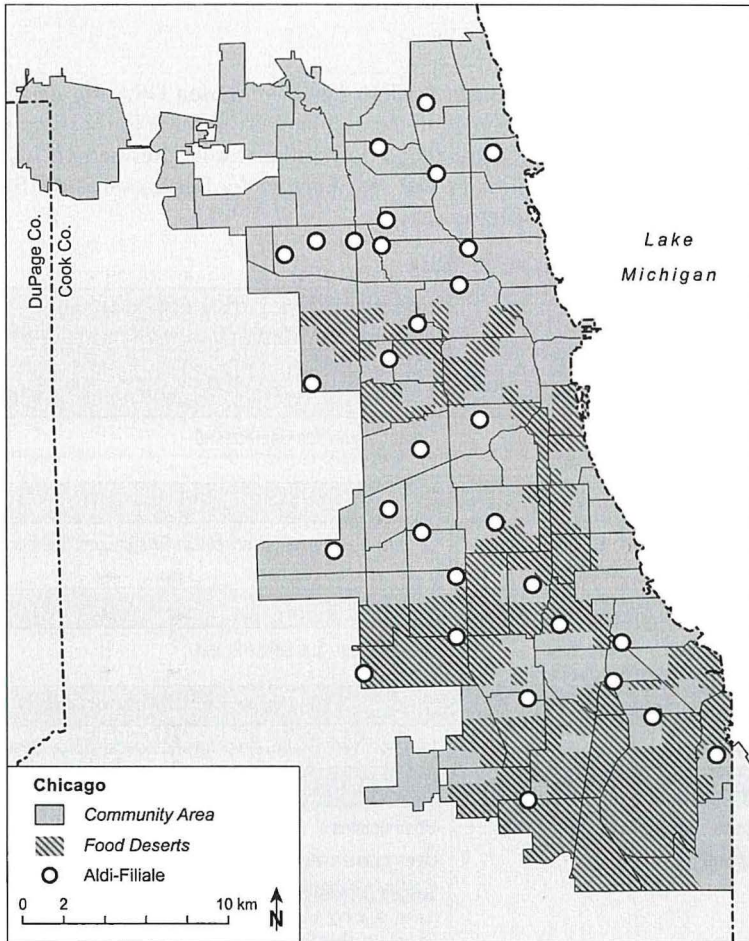 DuPage Co.
Cook Co.
Lake
Michigan
Chicago
Community Area
Food Deserts
Aldi-Filiale
0 2 10 km
N